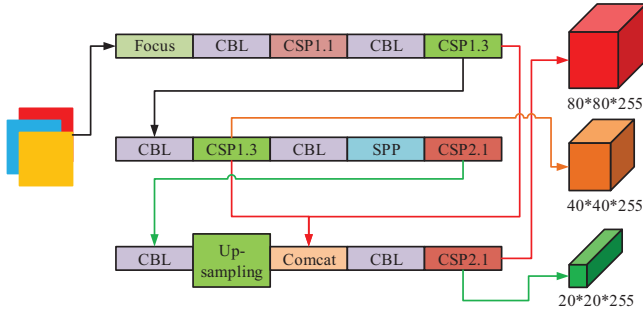 Focus CBL CSP1.1 CBL CSP1.3
80*80*255
CBL CSP1.3 CBL SPP CSP2.1
40*40*255
CBL Up-sampling Comcat CBL CSP2.1
20*20*255